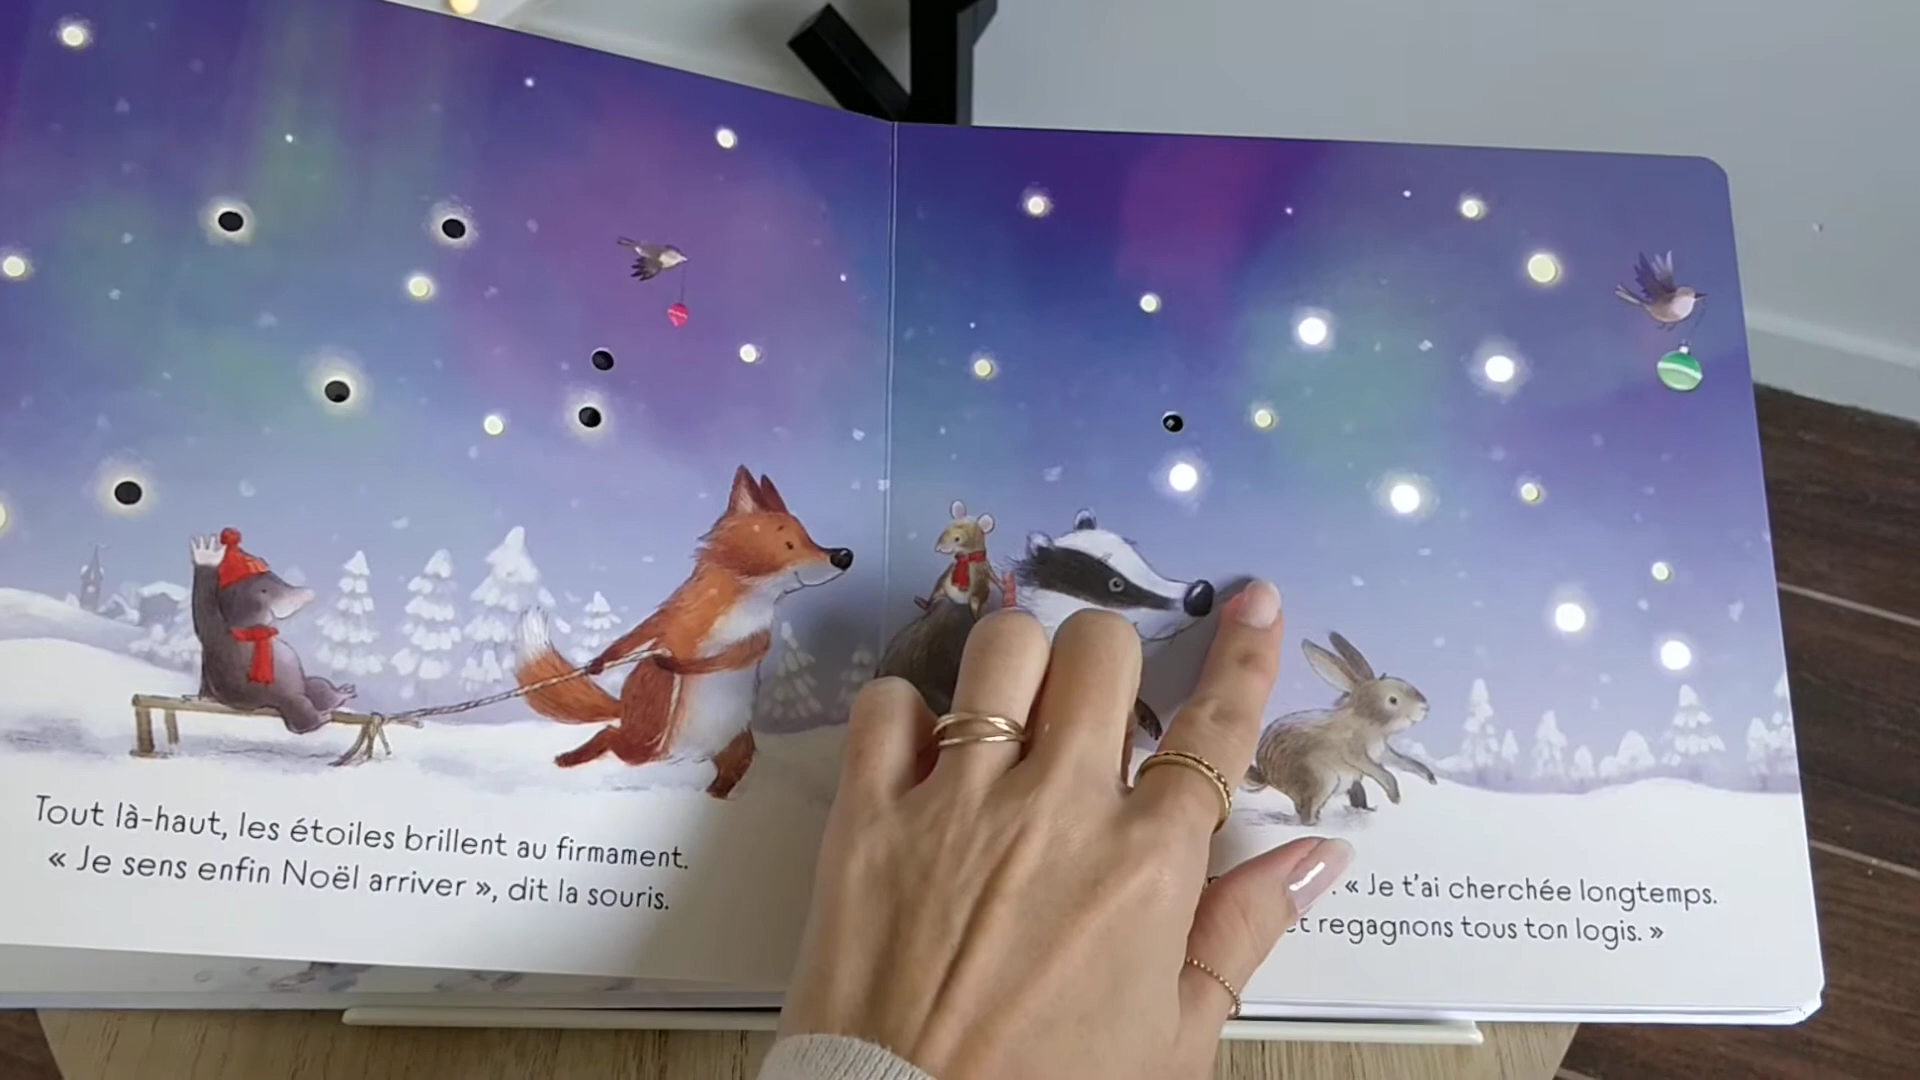 Tout là-haut, les étoiles brillent au firmament.
« Je sens enfin Noël arriver », dit la souris.
. « Je t'ai cherchée longtemps.
et regagnons tous ton logis. »